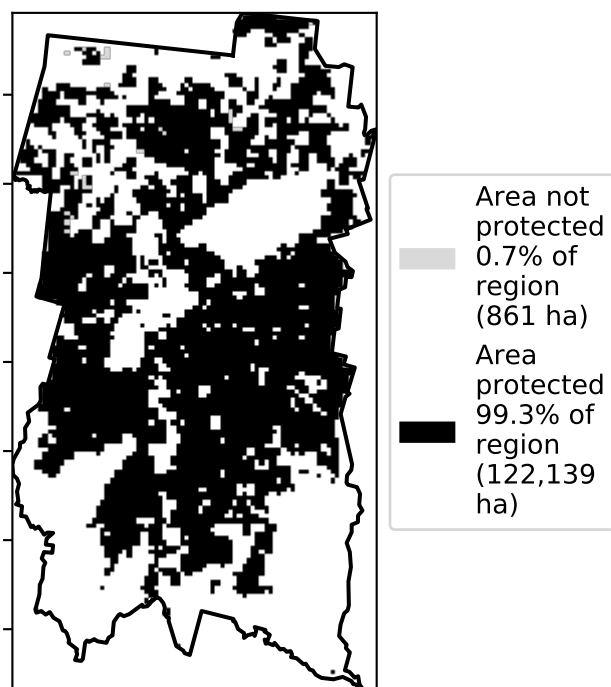 Area not
protected
0.7% of
region
(861 ha)
Area
protected
99.3% of
region
(122,139
ha)